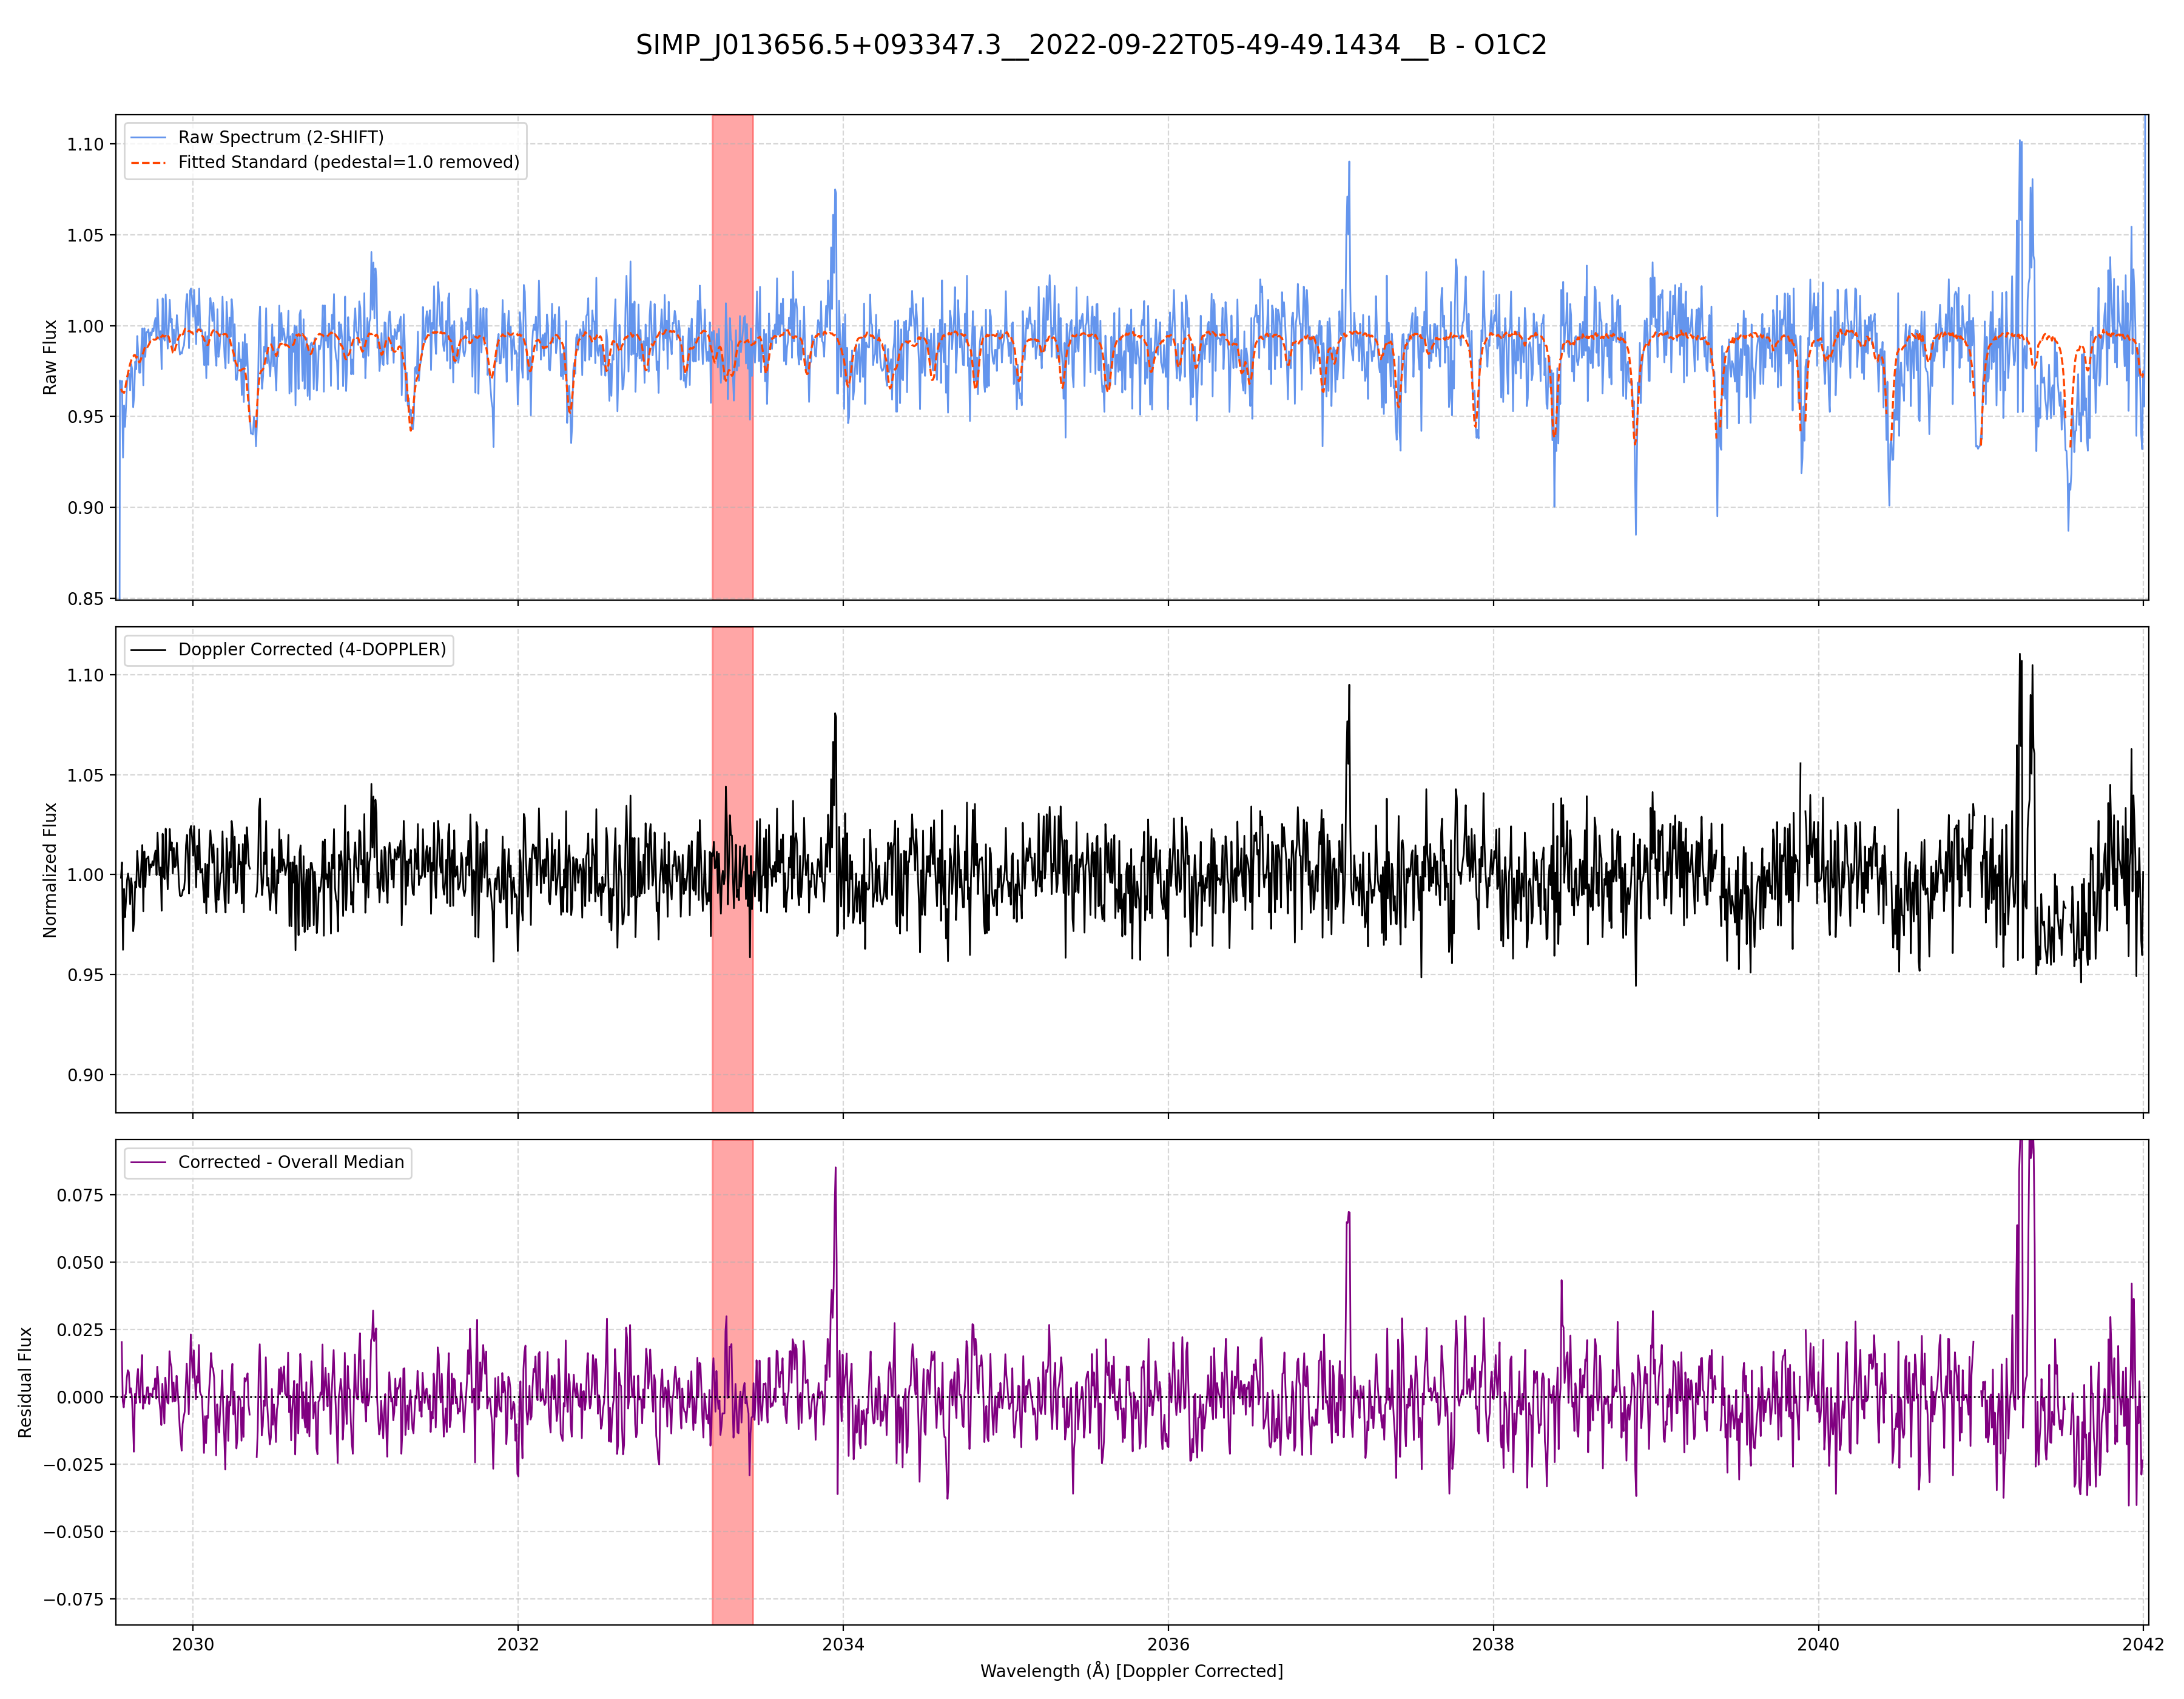 SIMP_J013656.5+093347.3__2022-09-22T05-49-49.1434__B - O1C2
Raw Spectrum (2-SHIFT)
Fitted Standard (pedestal=1.0 removed)
Raw Flux
1.10
1.05
1.00
0.95
0.90
0.85
Doppler Corrected (4-DOPPLER)
Normalized Flux
1.10
1.05
1.00
0.95
0.90
Corrected - Overall Median
Residual Flux
0.075
0.050
0.025
0.000
−0.025
−0.050
−0.075
2030 2032 2034 2036 2038 2040 2042
Wavelength (Å) [Doppler Corrected]